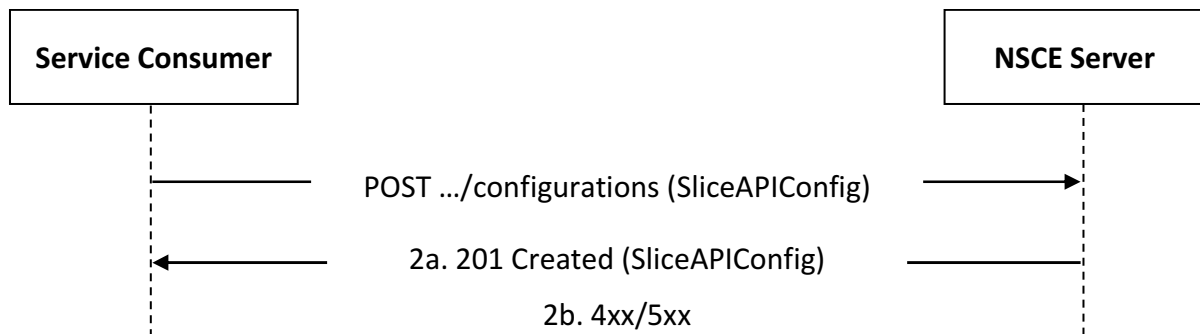 Service Consumer
NSCE Server
POST .../configurations (SliceAPIConfig)
2a. 201 Created (SliceAPIConfig)
2b. 4xx/5xx